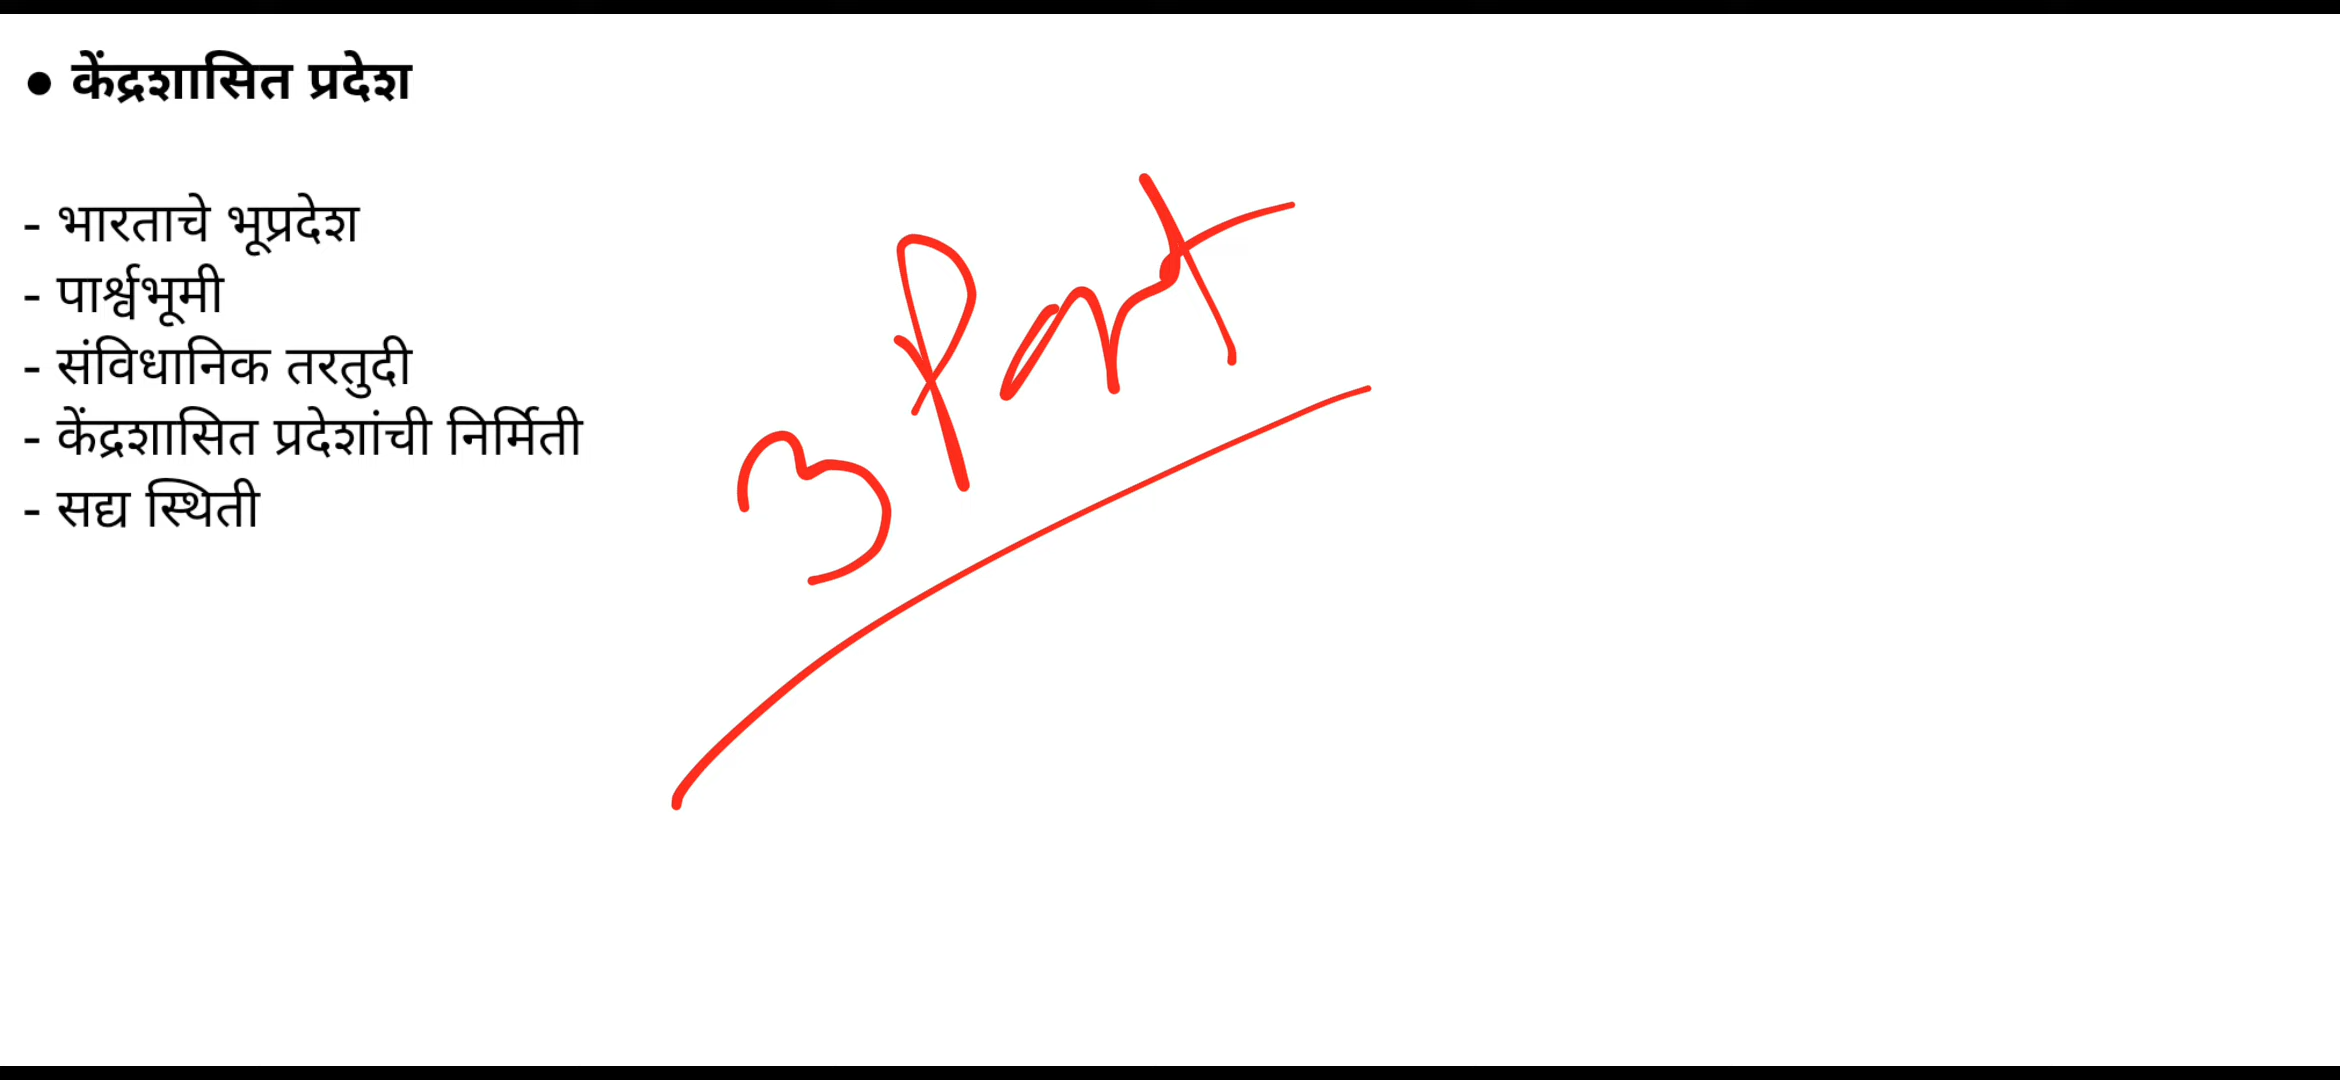 • केंद्रशासित प्रदेश
- भारताचे भूप्रदेश
- पार्श्वभूमी
- संविधानिक तरतुदी
- केंद्रशासित प्रदेशांची निर्मिती
- सद्य स्थिती
3 Part